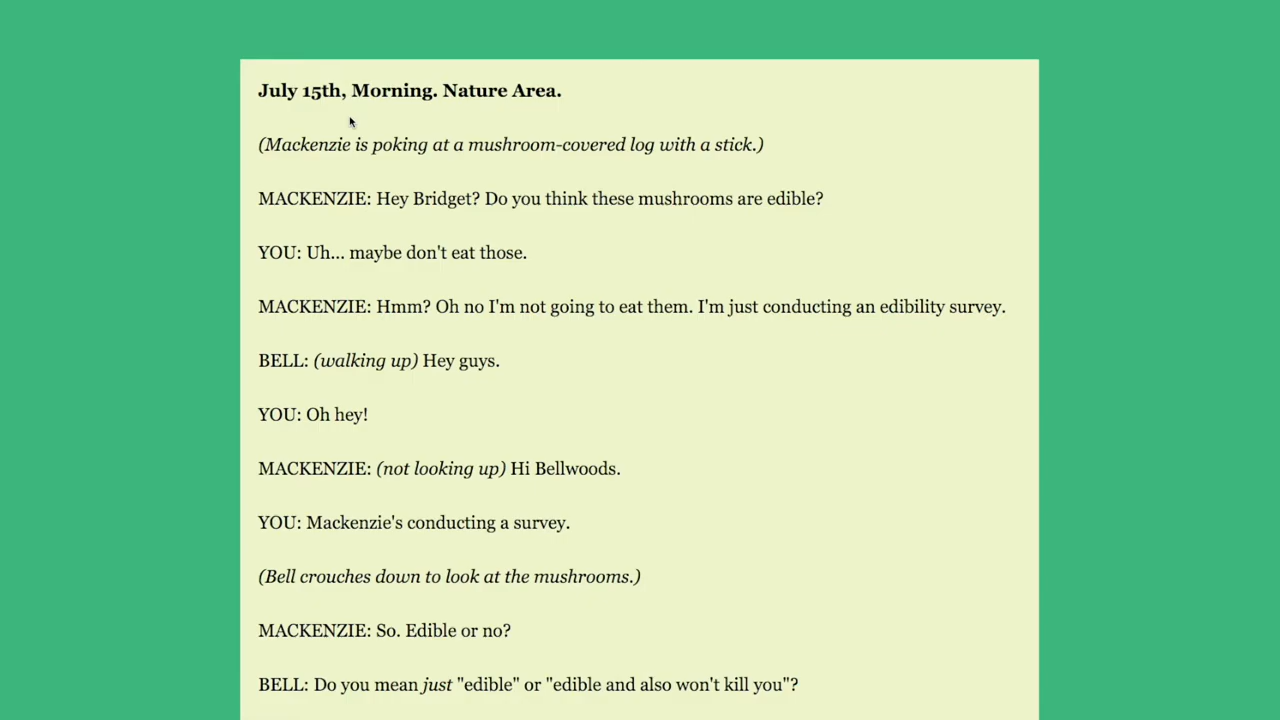 July 15th, Morning. Nature Area.
(Mackenzie is poking at a mushroom-covered log with a stick.)
MACKENZIE: Hey Bridget? Do you think these mushrooms are edible?
YOU: Uh... maybe don't eat those.
MACKENZIE: Hmm? Oh no I'm not going to eat them. I'm just conducting an edibility survey.
BELL: (walking up) Hey guys.
YOU: Oh hey!
MACKENZIE: (not looking up) Hi Bellwoods.
YOU: Mackenzie's conducting a survey.
(Bell crouches down to look at the mushrooms.)
MACKENZIE: So. Edible or no?
BELL: Do you mean just "edible" or "edible and also won't kill you"?